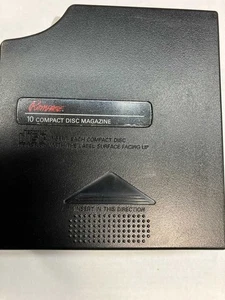 10 COMPACT DISC MAGAZINE
EACH COMPACT DISC
LABEL SURFACE FACING UP
INSERT IN THIS DIRECTION